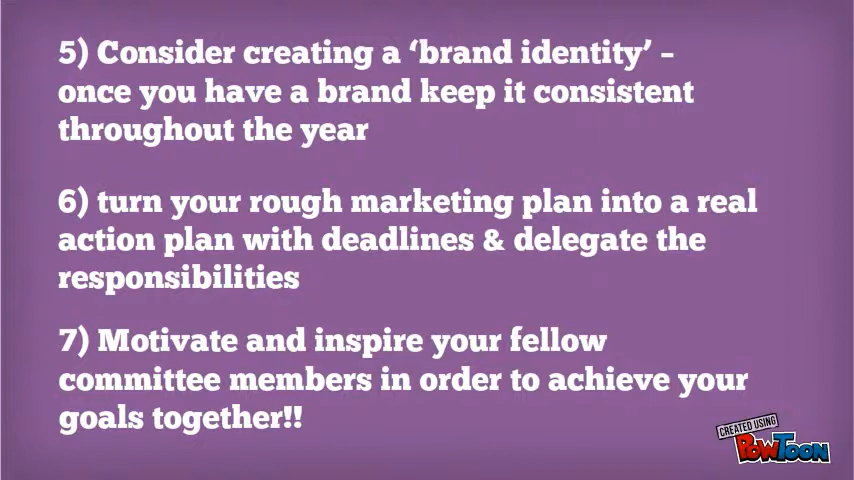 5) Consider creating a ‘brand identity’ –
once you have a brand keep it consistent
throughout the year
6) turn your rough marketing plan into a real
action plan with deadlines & delegate the
responsibilities
7) Motivate and inspire your fellow
committee members in order to achieve your
goals together!!
CREATED USING
PowToon